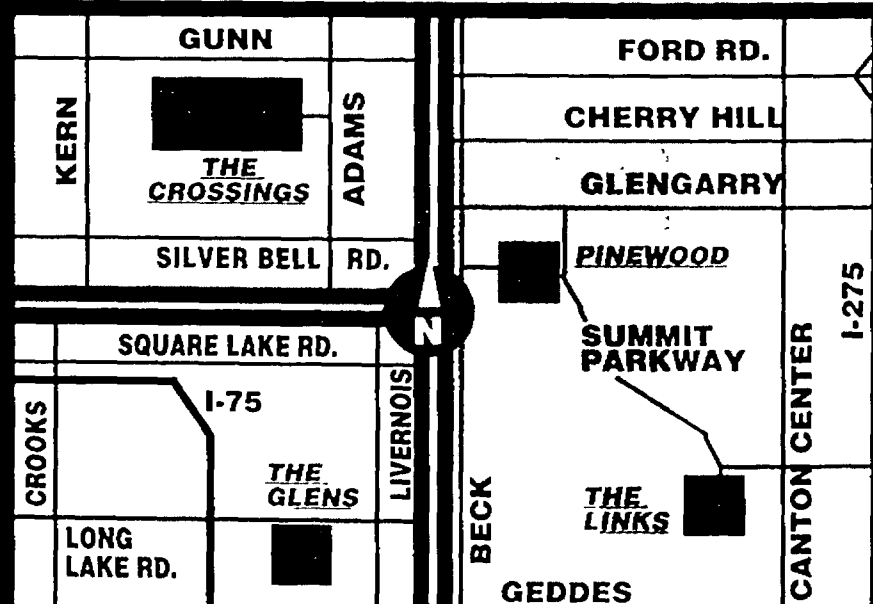 GUNN
KERN
ADAMS
THE
CROSSINGS
SILVER BELL RD.
SQUARE LAKE RD.
I-75
CROOKS
LIVERNOIS
THE
GLENS
LONG
LAKE RD.
N
FORD RD.
CHERRY HILL
GLENGARRY
PINEWOOD
I-275
SUMMIT
PARKWAY
CANTON CENTER
BECK
THE
LINKS
GEDDES